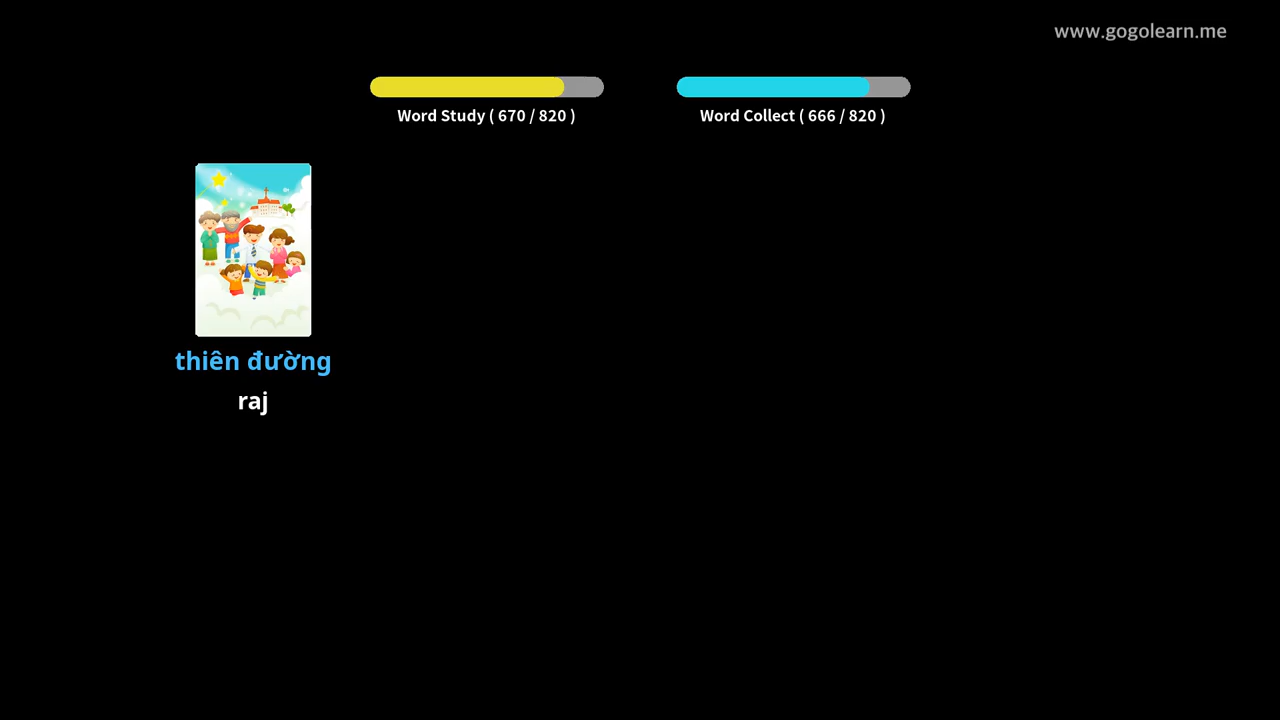 www.gogolearn.me
Word Study ( 670 / 820 )
Word Collect ( 666 / 820 )
thiên đường
raj